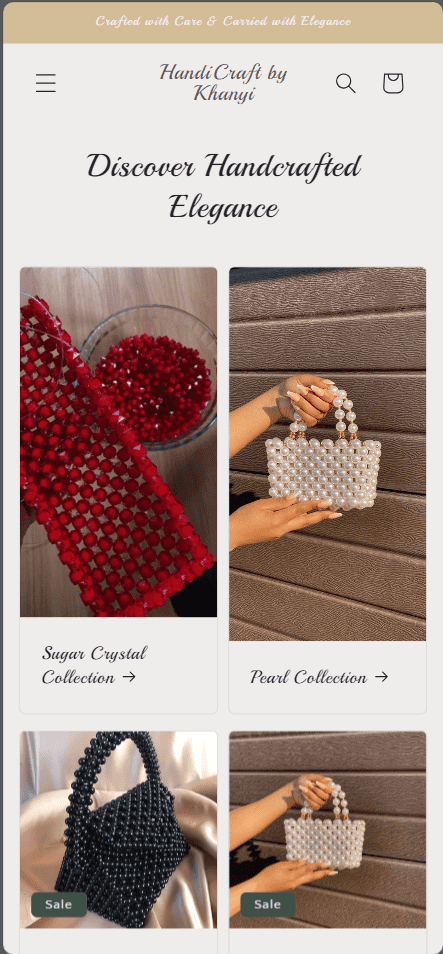 Crafted with Care & Carried with Elegance
HandiCraft by
Khanyi
Discover Handcrafted
Elegance
Sugar Crystal
Collection →
Pearl Collection →
Sale
Sale